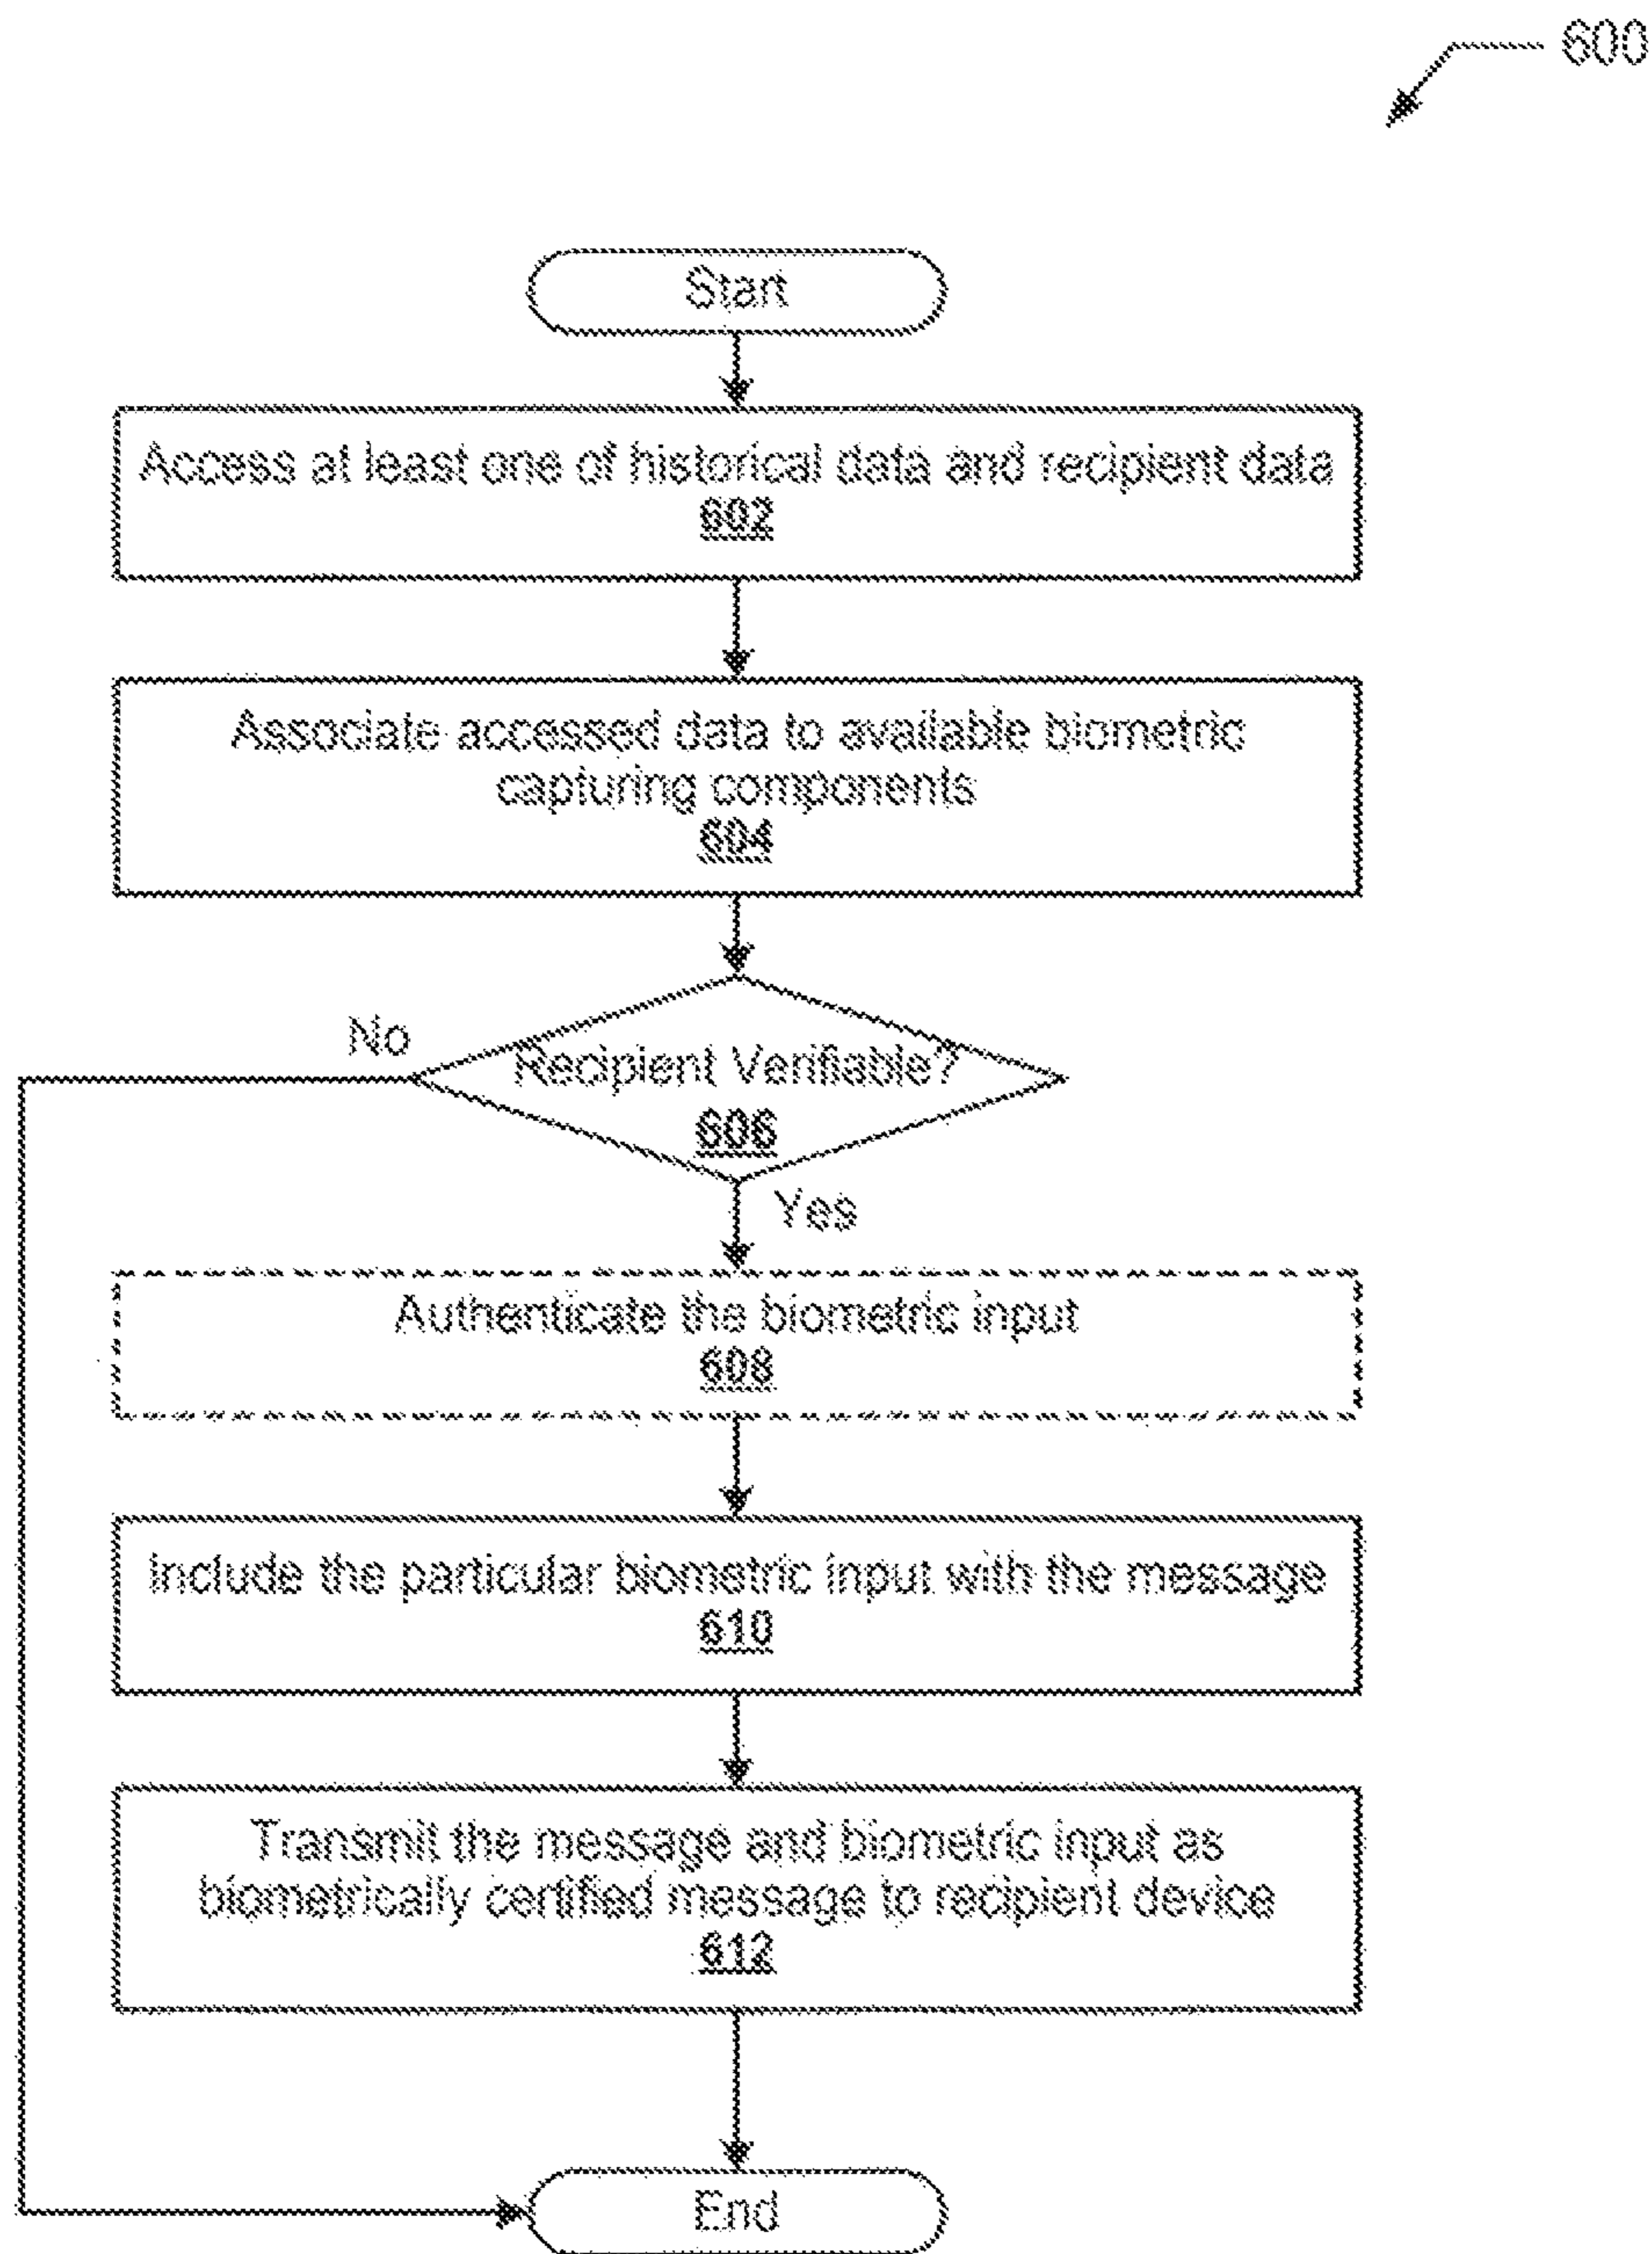 600
Start
Access at least one of historical data and recipient data
602
Associate accessed data to available biometric
capturing components
604
No
Recipient Verifiable?
606
Yes
Authenticate the biometric input
608
Include the particular biometric input with the message
610
Transmit the message and biometric input as
biometrically certified message to recipient device
612
End